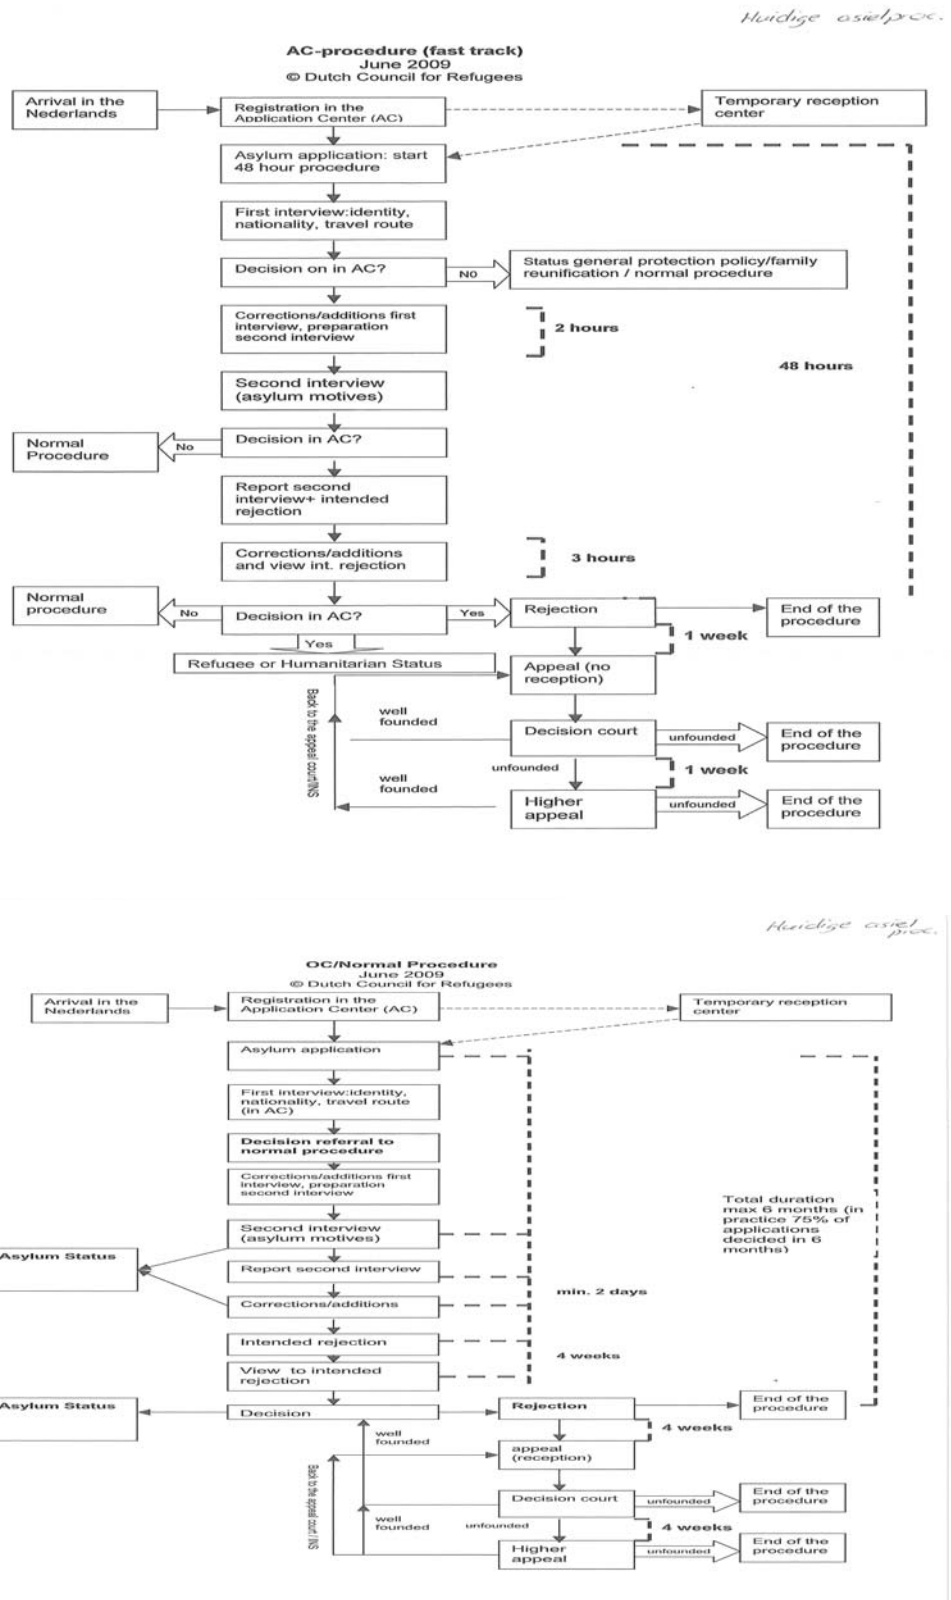 Huidige asielproc.
AC-procedure (fast track)
June 2009
© Dutch Council for Refugees
Arrival in the
Nederlands
Registration in the
Application Center (AC)
Temporary reception
center
Asylum application: start
48 hour procedure
First interview:identity,
nationality, travel route
Decision on in AC?
NO
Status general protection policy/family
reunification / normal procedure
Corrections/additions first
interview, preparation
second interview
2 hours
48 hours
Second interview
(asylum motives)
Decision in AC?
No
Normal
Procedure
Report second
interview+ intended
rejection
Corrections/additions
and view int. rejection
3 hours
Normal
procedure
No
Decision in AC?
Yes
Rejection
End of the
procedure
Yes
1 week
Refugee or Humanitarian Status
Appeal (no
reception)
Back to the appeal court/INS
well
founded
Decision court
unfounded
End of the
procedure
unfounded
1 week
well
founded
Higher
appeal
unfounded
End of the
procedure
Huidige asiel
proc.
OC/Normal Procedure
June 2009
© Dutch Council for Refugees
Arrival in the
Nederlands
Registration in the
Application Center (AC)
Temporary reception
center
Asylum application
First interview:identity,
nationality, travel route
(in AC)
Decision referral to
normal procedure
Corrections/additions first
interview, preparation
second interview
Total duration
max 6 months (in
practice 75% of
applications
decided in 6
months)
Second interview
(asylum motives)
Asylum Status
Report second interview
min. 2 days
Corrections/additions
Intended rejection
4 weeks
View to intended
rejection
Asylum Status
Decision
Rejection
End of the
procedure
4 weeks
well
founded
appeal
(reception)
Back to the appeal court / INS
Decision court
unfounded
End of the
procedure
well
founded
unfounded
4 weeks
Higher
appeal
unfounded
End of the
procedure